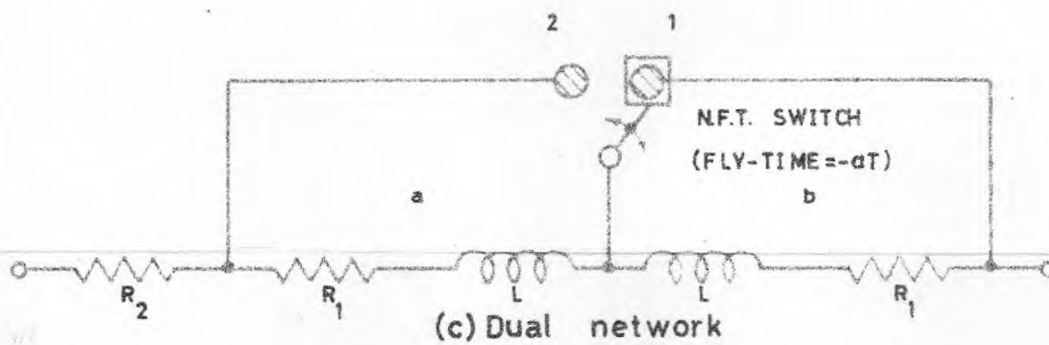 2 1
N.F.T. SWITCH
(FLY-TIME=-αT)
a b
R2 R1 L L R1
(c) Dual network